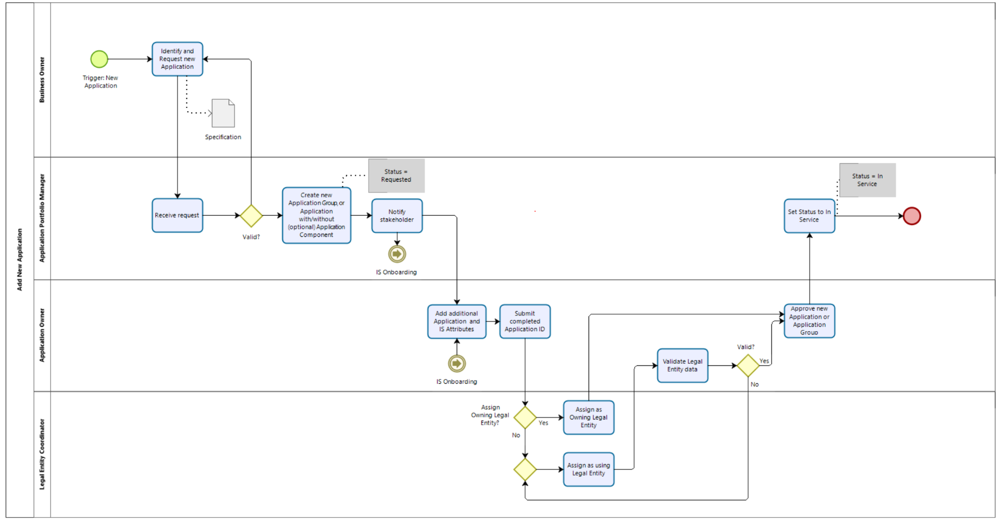 Add New Application
Business Owner
Trigger: New
Application
Identify and
Request new
Application
Specification
Application Portfolio Manager
Receive request
Valid?
Create new
Application Group, or
Application
with/without
(optional) Application
Component
Status =
Requested
Notify
stakeholder
IS Onboarding
Set Status to In
Service
Status = In
Service
Application Owner
Add additional
Application and
IS Attributes
IS Onboarding
Submit
completed
Application ID
Validate Legal
Entity data
Valid?
Yes
No
Approve new
Application or
Application
Group
Legal Entity Coordinator
Assign
Owning Legal
Entity?
Yes
No
Assign as
Owning Legal
Entity
Assign as using
Legal Entity